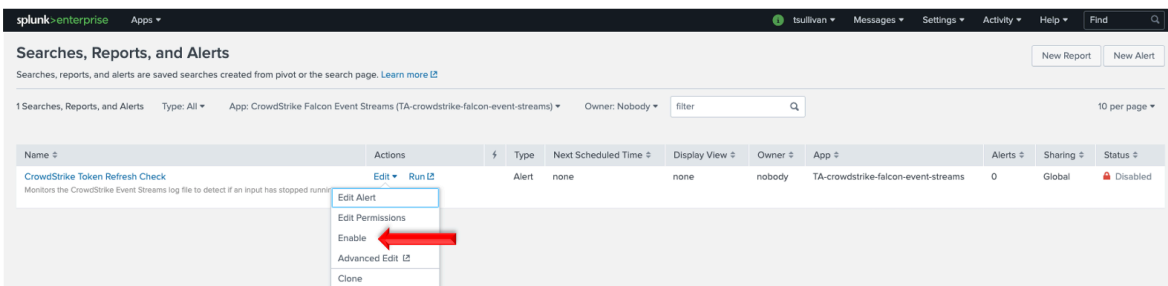 splunk>enterprise Apps tsullivan Messages Settings Activity Help Find
Searches, Reports, and Alerts
New Report New Alert
Searches, reports, and alerts are saved searches created from pivot or the search page. Learn more
1 Searches, Reports, and Alerts Type: All App: CrowdStrike Falcon Event Streams (TA-crowdstrike-falcon-event-streams) Owner: Nobody filter 10 per page
Name Actions Type Next Scheduled Time Display View Owner App Alerts Sharing Status
CrowdStrike Token Refresh Check Edit Run Alert none none nobody TA-crowdstrike-falcon-event-streams 0 Global Disabled
Monitors the CrowdStrike Event Streams log file to detect if an input has stopped
Edit Alert
Edit Permissions
Enable
Advanced Edit
Clone